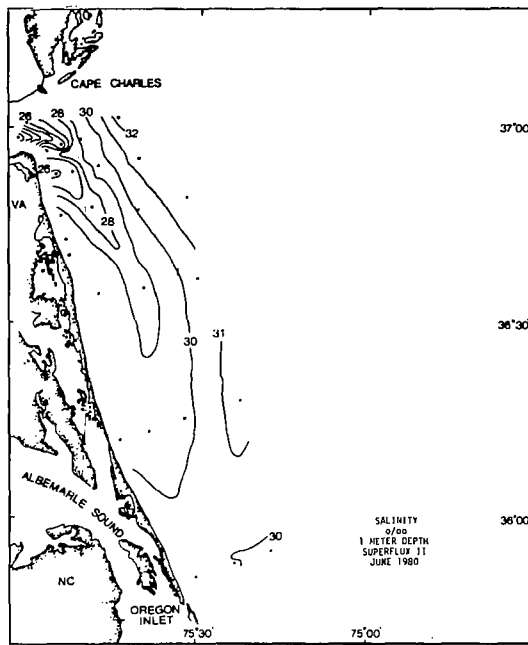 CAPE CHARLES
26
28
30
32
37°00'
26
VA
28
36°30'
31
30
ALBEMARLE SOUND
36°00'
30
SALINITY
o/oo
1 METER DEPTH
SUPERFLUX II
JUNE 1980
NC
OREGON
INLET
75°30'
75°00'